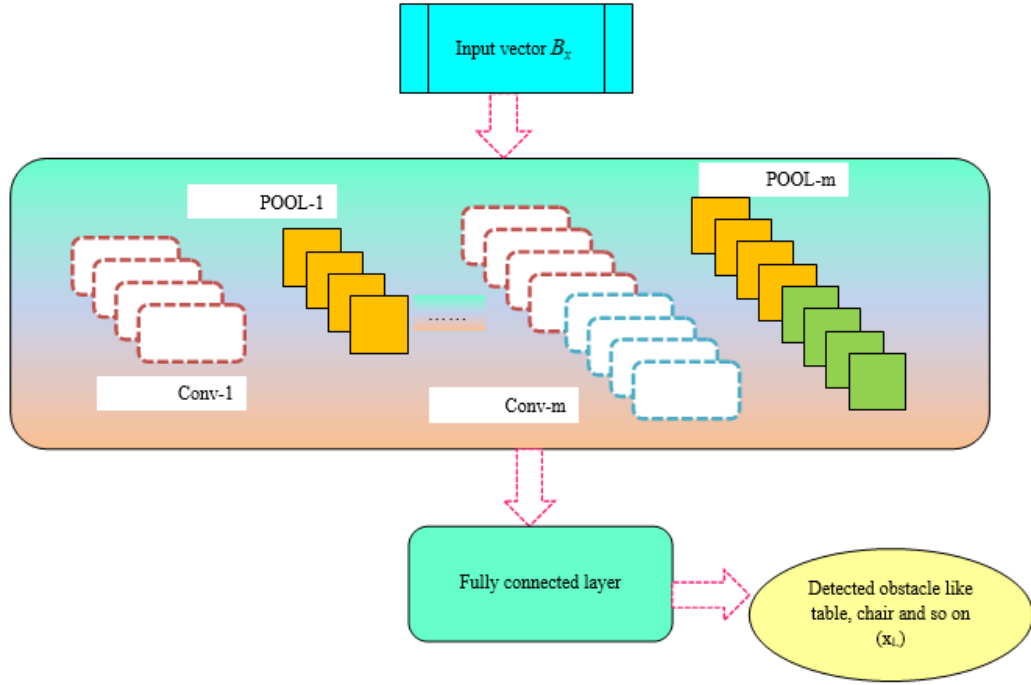 Input vector Bₓ
POOL-1
POOL-m
......
Conv-1
Conv-m
Fully connected layer
Detected obstacle like
table, chair and so on
(x_L)